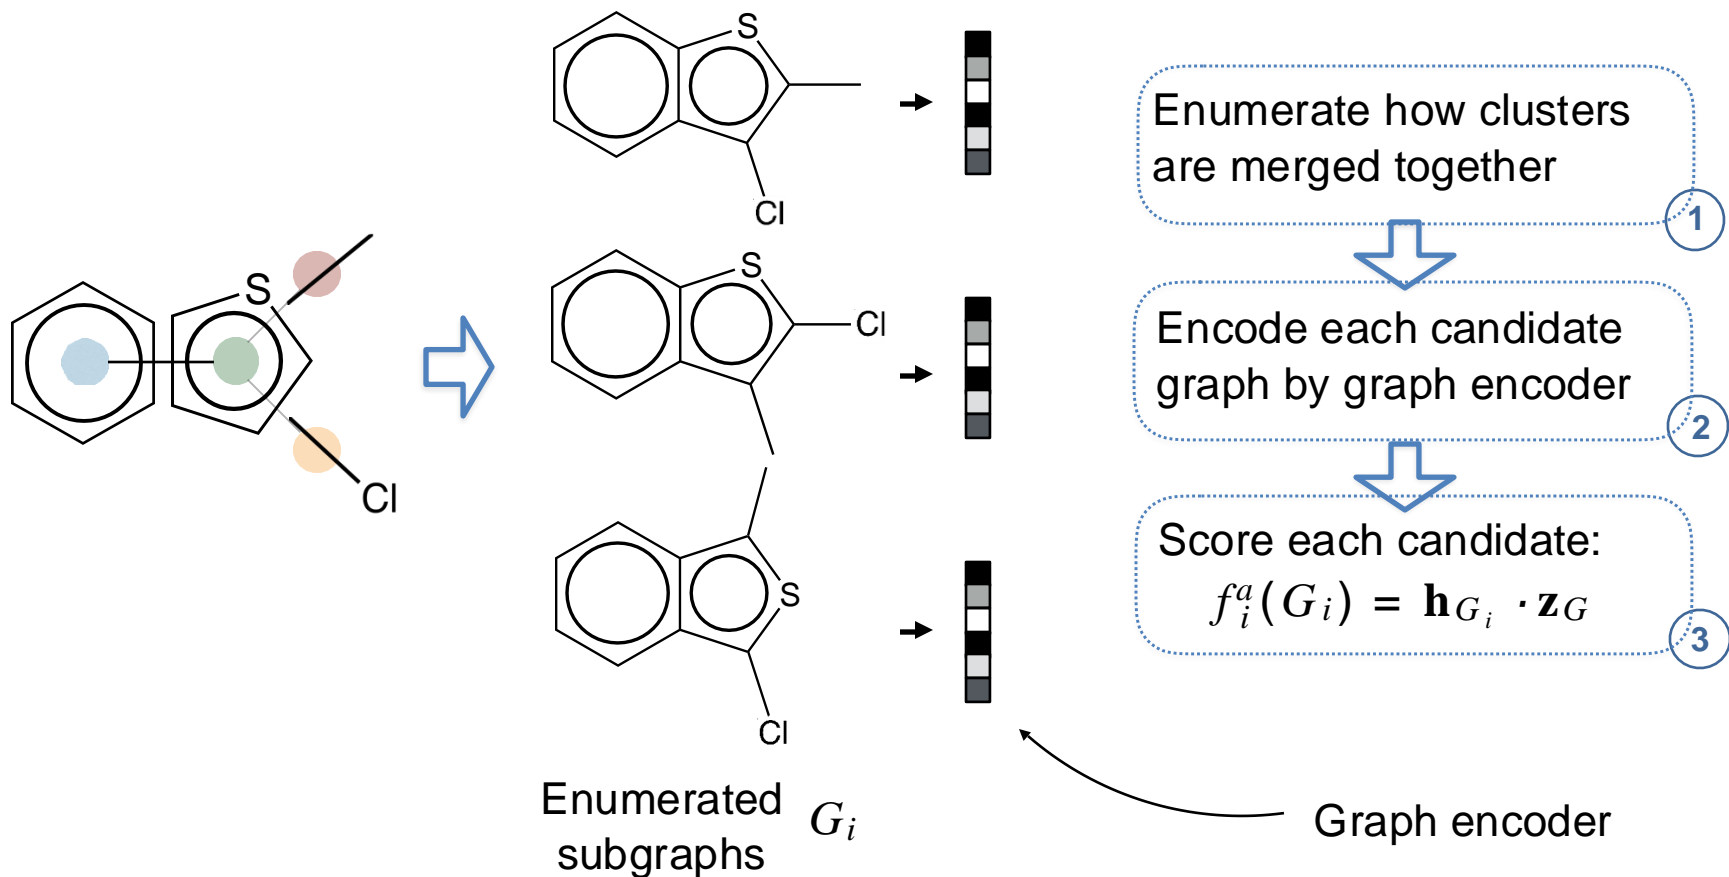 S
Cl
S
Cl
S
Cl
S
Cl
Enumerated
subgraphs
G_i
Enumerate how clusters
are merged together
1
Encode each candidate
graph by graph encoder
2
Score each candidate:
f_i^a(G_i) = h_{G_i} · z_G
3
Graph encoder